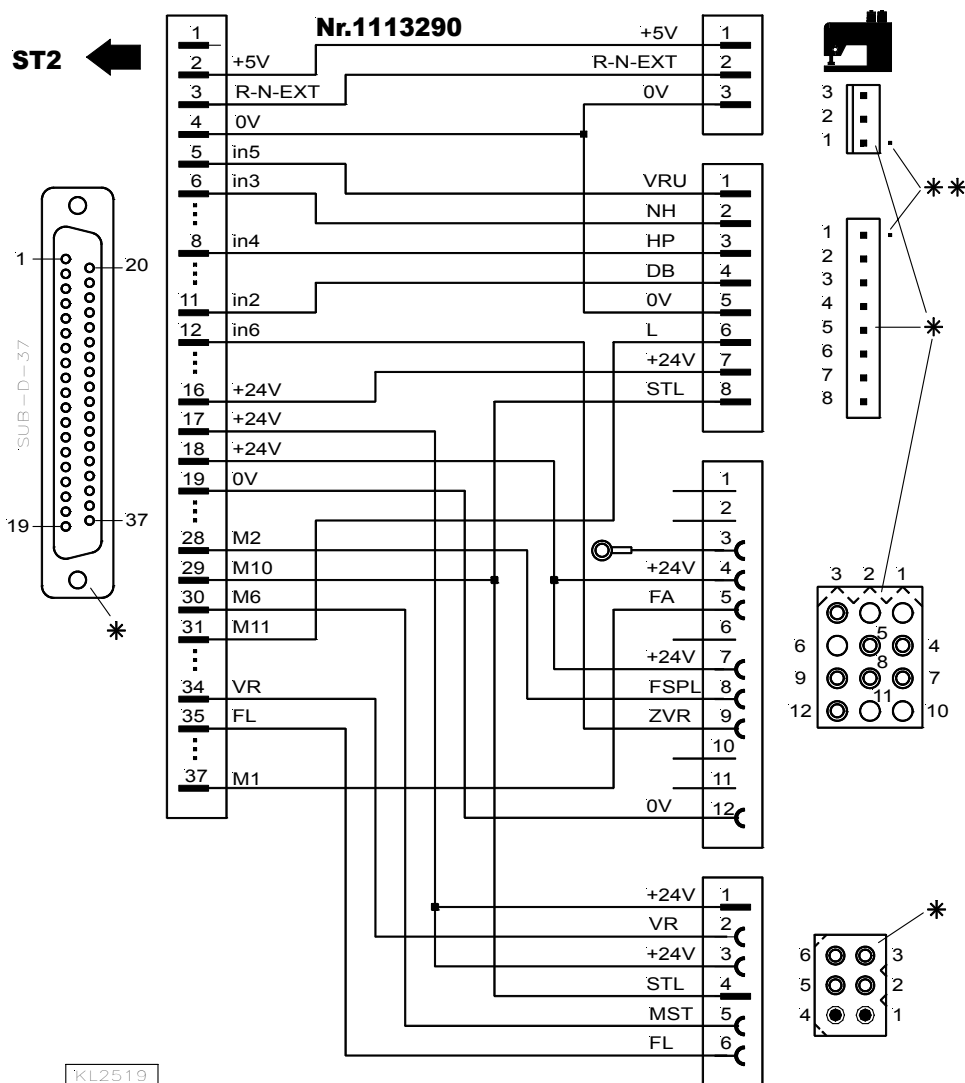 Nr.1113290
ST2
1
2 +5V
3 R-N-EXT
4 0V
5 in5
6 in3
8 in4
11 in2
12 in6
16 +24V
17 +24V
18 +24V
19 0V
28 M2
29 M10
30 M6
31 M11
34 VR
35 FL
37 M1
+5V 1
R-N-EXT 2
0V 3
VRU 1
NH 2
HP 3
DB 4
0V 5
L 6
+24V 7
STL 8
1
2
3
+24V 4
FA 5
6
+24V 7
FSPL 8
ZVR 9
10
11
0V 12
+24V 1
VR 2
+24V 3
STL 4
MST 5
FL 6
1 20
SUB-D-37
19 37
*
3
2
1
**
1
2
3
4
5
6
7
8
*
3 2 1
6 5 4
9 8 7
12 11 10
*
6 3
5 2
4 1
KL2519